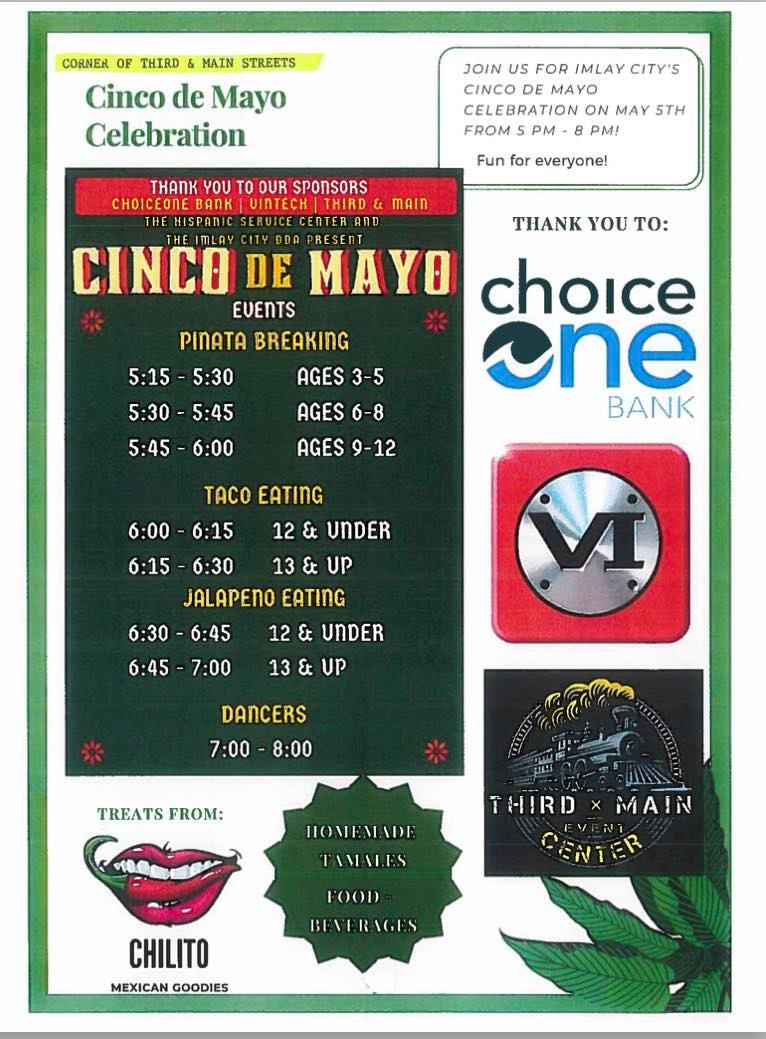 CORNER OF THIRD & MAIN STREETS
Cinco de Mayo
Celebration
JOIN US FOR IMLAY CITY'S
CINCO DE MAYO
CELEBRATION ON MAY 5TH
FROM 5 PM - 8 PM!
Fun for everyone!
THANK YOU TO OUR SPONSORS
CHOICEONE BANK | VINTECH | THIRD & MAIN
THE HISPANIC SERVICE CENTER AND
THE IMLAY CITY DDA PRESENT
CINCO DE MAYO
EVENTS
PINATA BREAKING
5:15 - 5:30 AGES 3-5
5:30 - 5:45 AGES 6-8
5:45 - 6:00 AGES 9-12
TACO EATING
6:00 - 6:15 12 & UNDER
6:15 - 6:30 13 & UP
JALAPENO EATING
6:30 - 6:45 12 & UNDER
6:45 - 7:00 13 & UP
DANCERS
7:00 - 8:00
THANK YOU TO:
choice
one
BANK
VI
THIRD x MAIN
EVENT
CENTER
TREATS FROM:
CHILITO
MEXICAN GOODIES
HOMEMADE
TAMALES
FOOD -
BEVERAGES